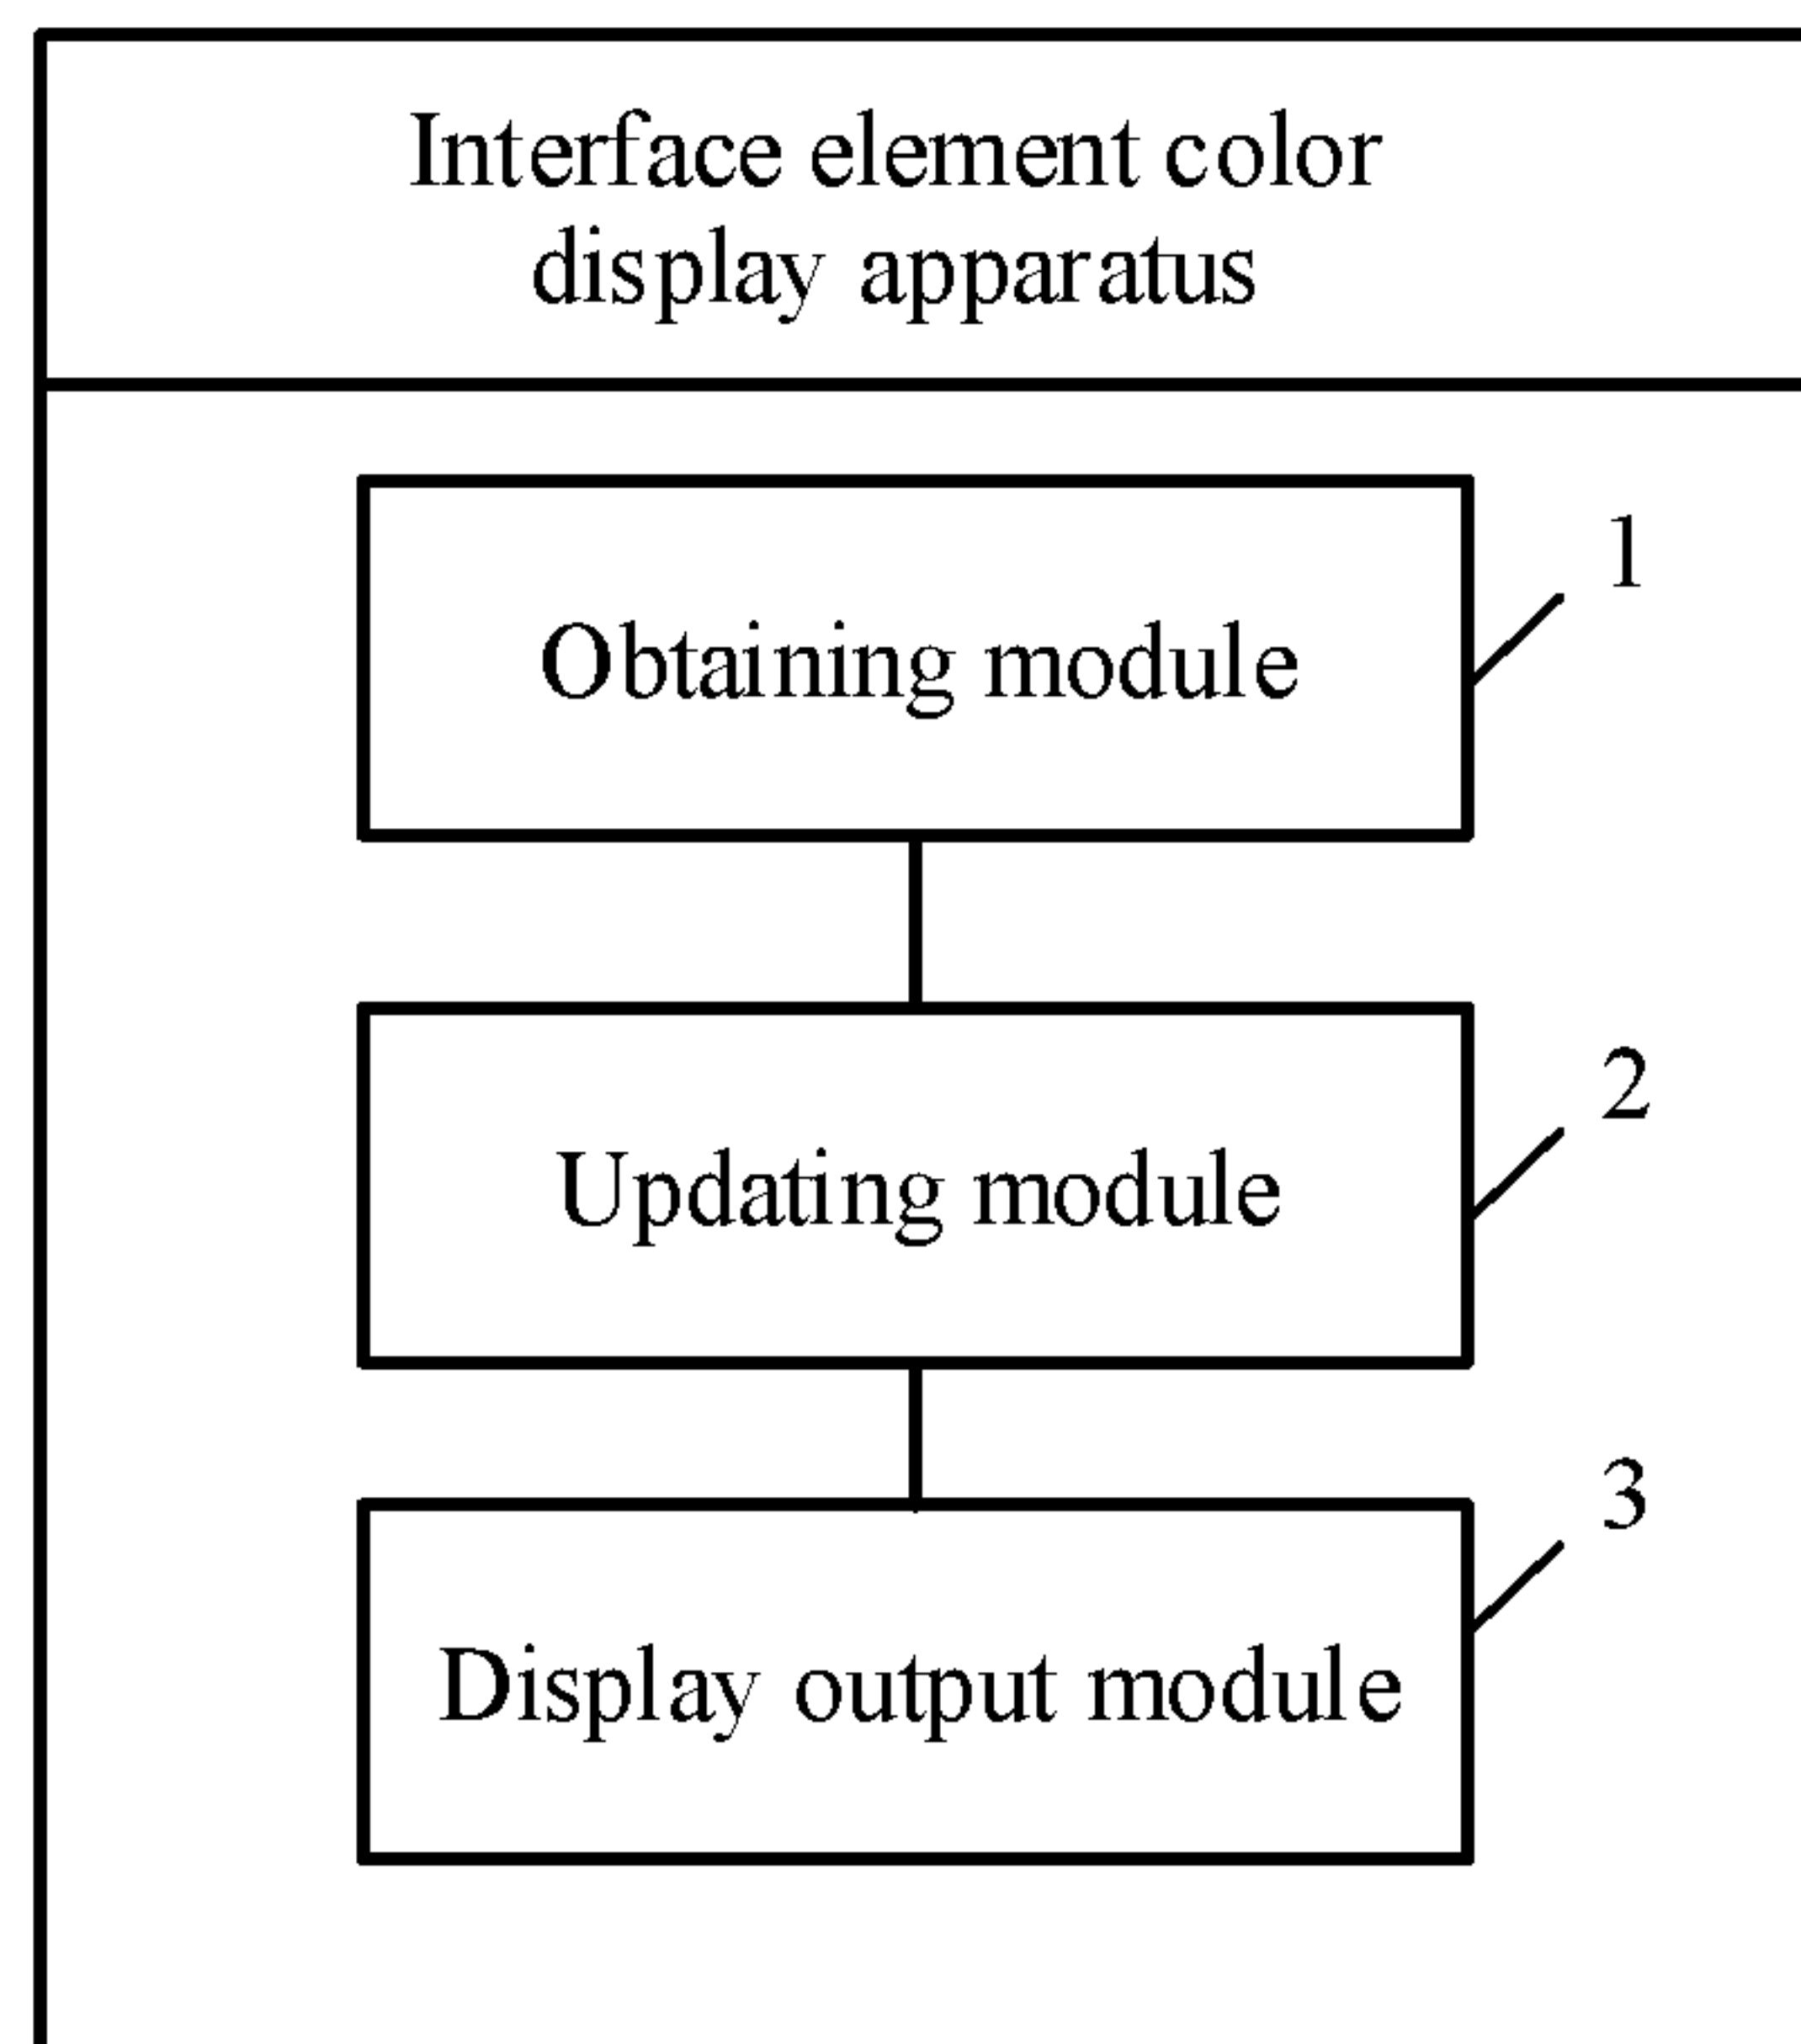 Interface element color
display apparatus
1
Obtaining module
2
Updating module
3
Display output module